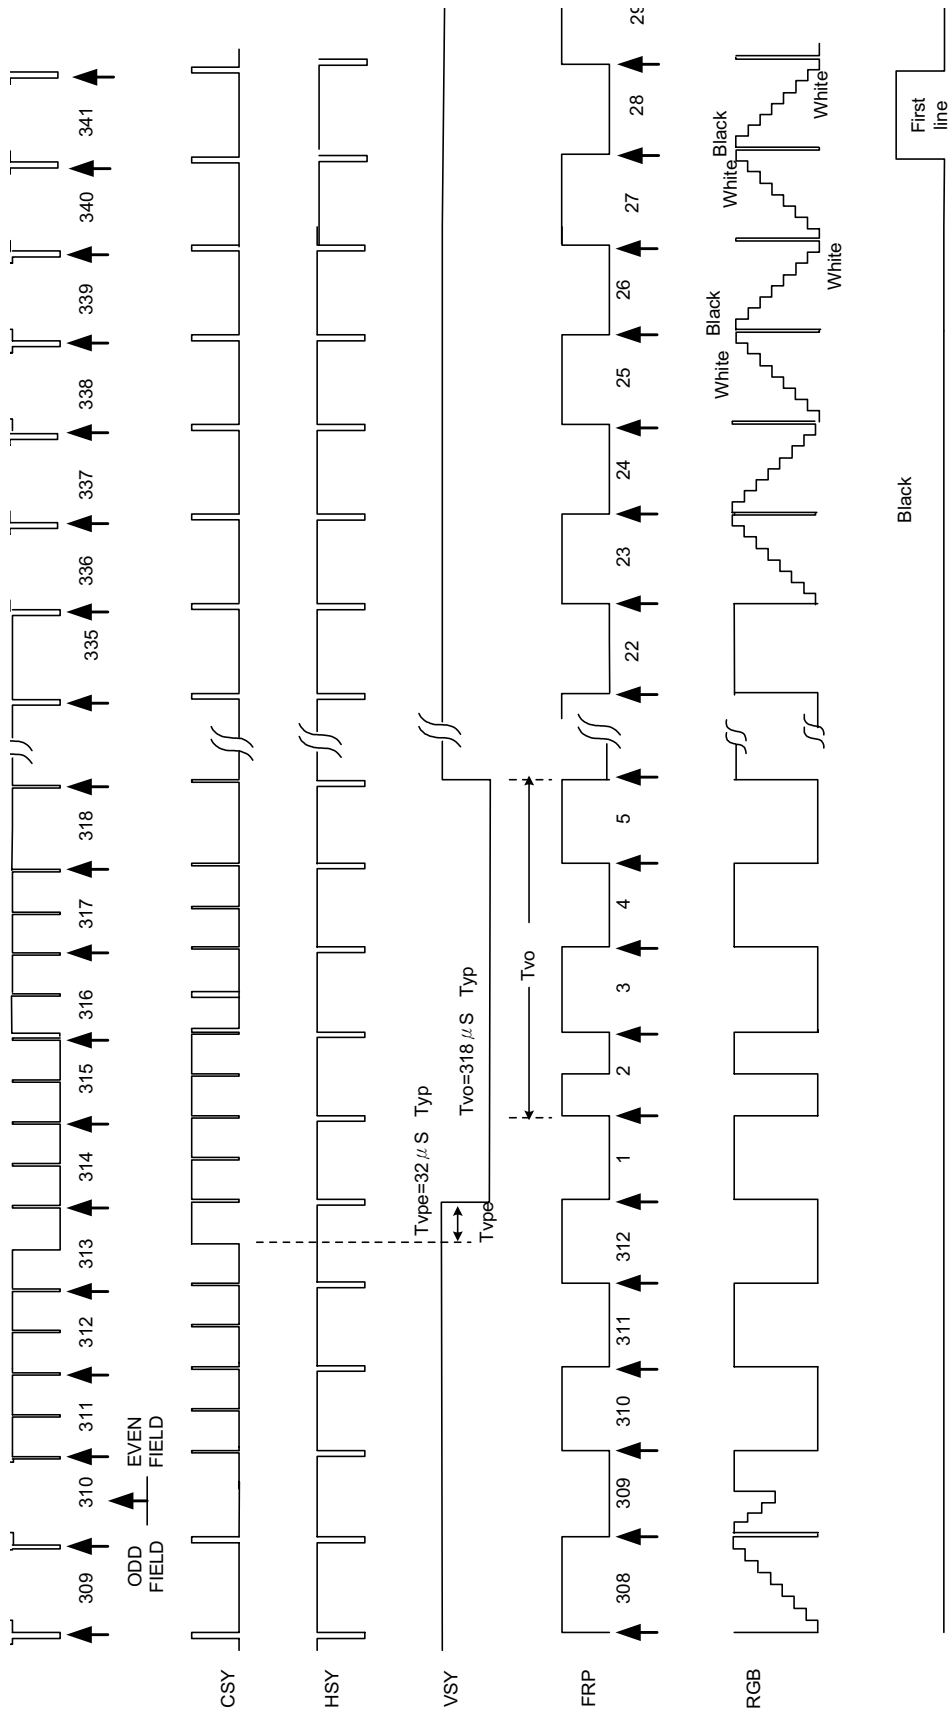 309
310
311
312
313
314
315
316
317
318
335
336
337
338
339
340
341
ODD
FIELD
EVEN
FIELD
CSY
HSY
VSY
Tvpe=32μS Typ
Tvpe
Tvo=318μS Typ
Tvo
FRP
308
309
310
311
312
1
2
3
4
5
22
23
24
25
26
27
28
29
RGB
White
Black
White
White
Black
White
Black
First
line